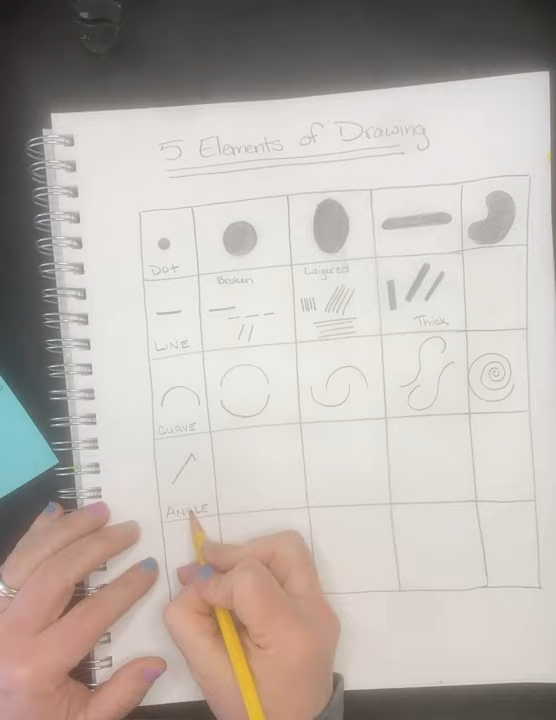 5 Elements of Drawing
DOT
Broken
Layered
LINE
Thick
CURVE
ANGLE